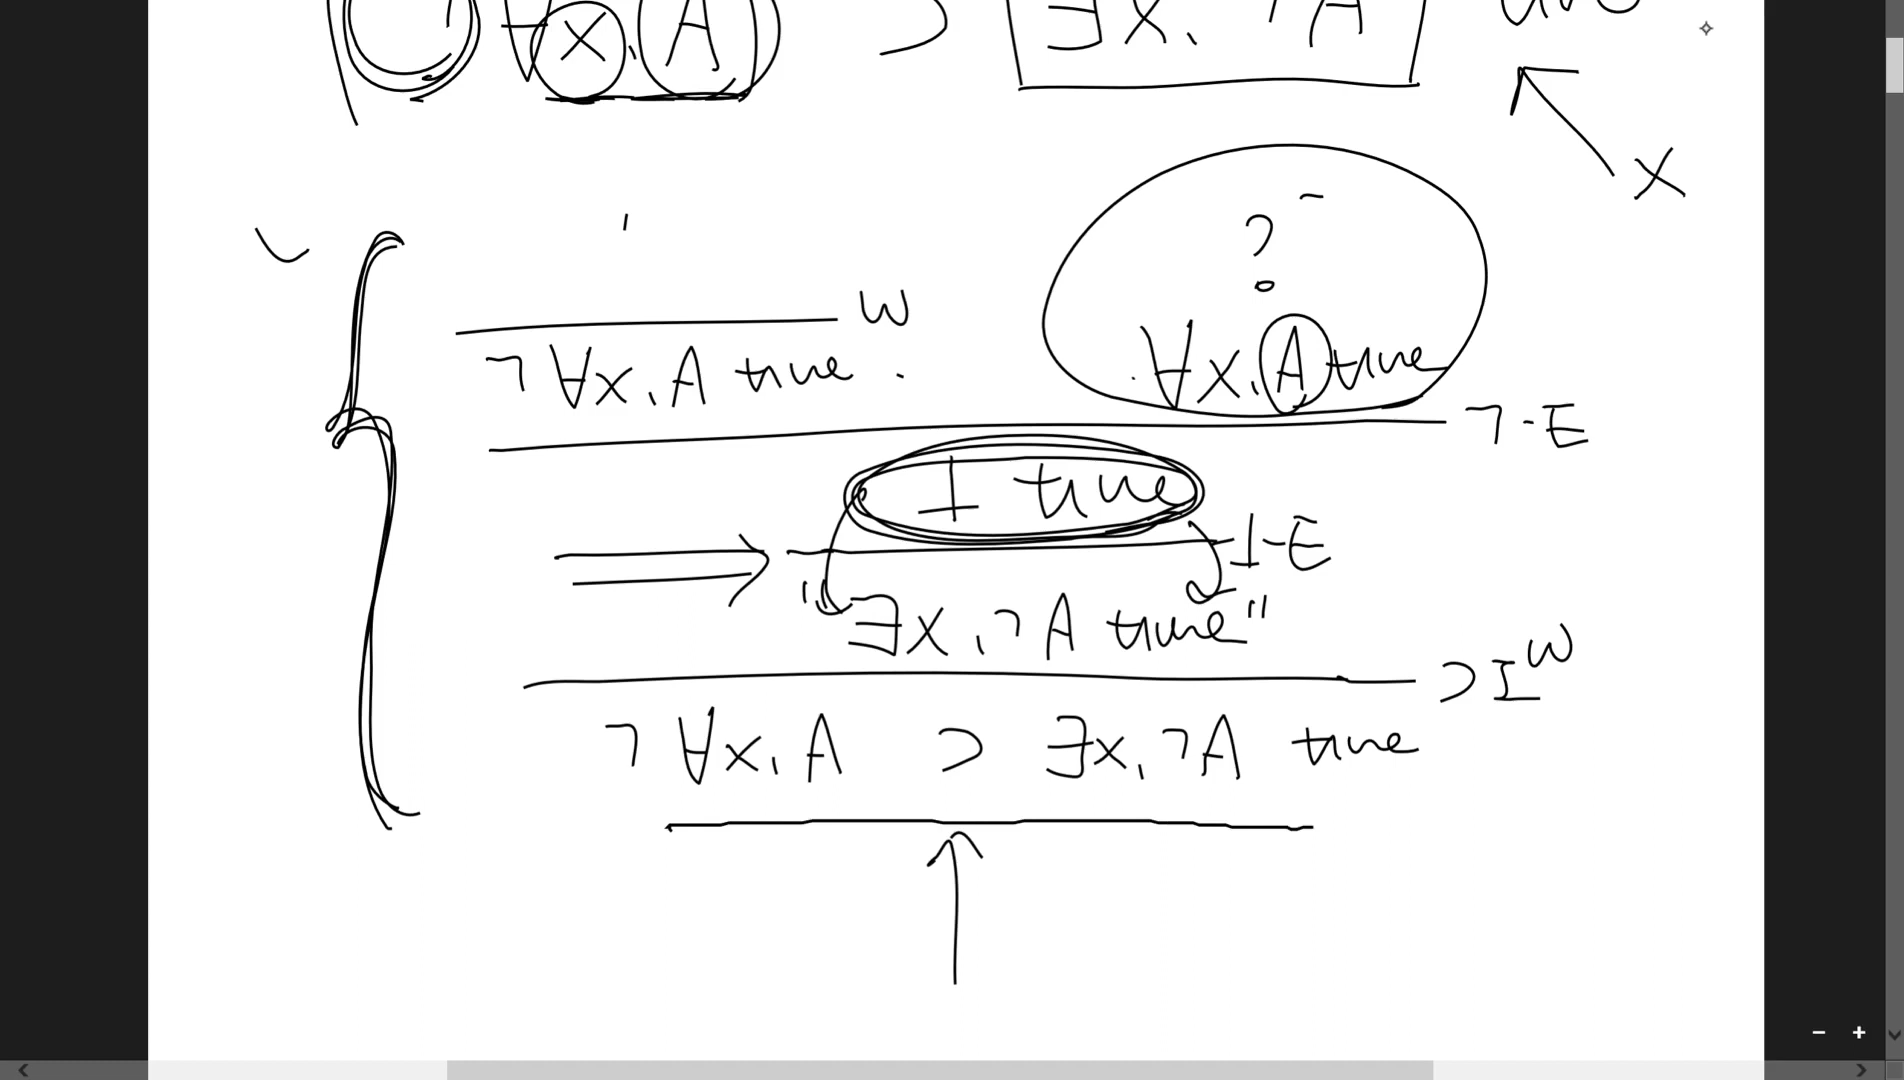 ∀x.A ⊃ ∃x.¬A
x
?
w
¬∀x.A true . ∀x.A true
¬-E
⊥ true
⊥-E
"∃x.¬A true"
⊃I^w
¬∀x.A ⊃ ∃x.¬A true